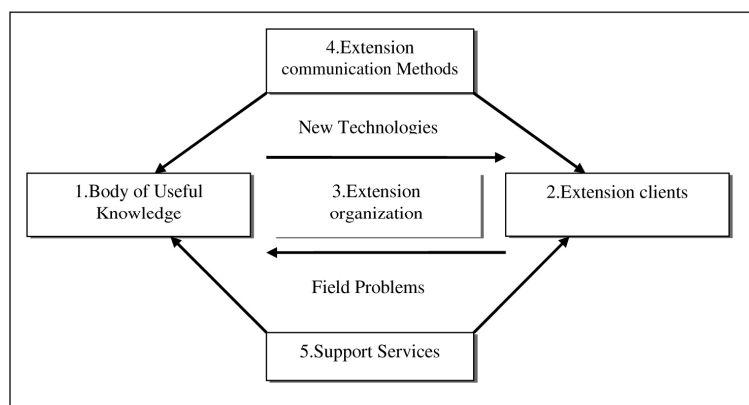 4.Extension
communication Methods
New Technologies
1.Body of Useful
Knowledge
3.Extension
organization
2.Extension clients
Field Problems
5.Support Services